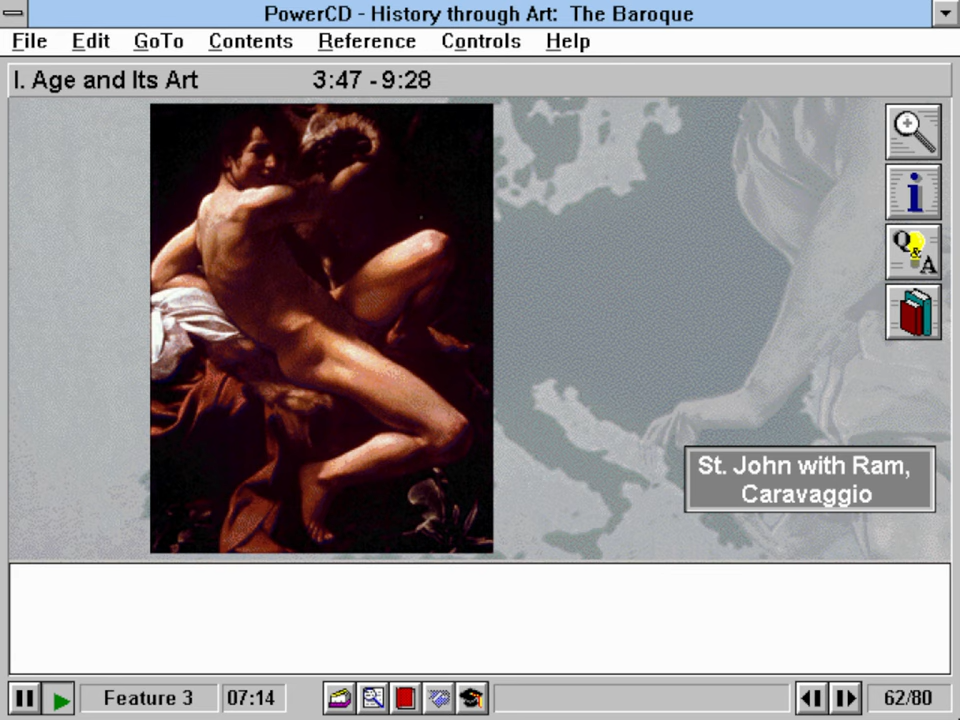 PowerCD - History through Art: The Baroque
File Edit GoTo Contents Reference Controls Help
I. Age and Its Art 3:47 - 9:28
i
Q & A
St. John with Ram,
Caravaggio
Feature 3 07:14 62/80